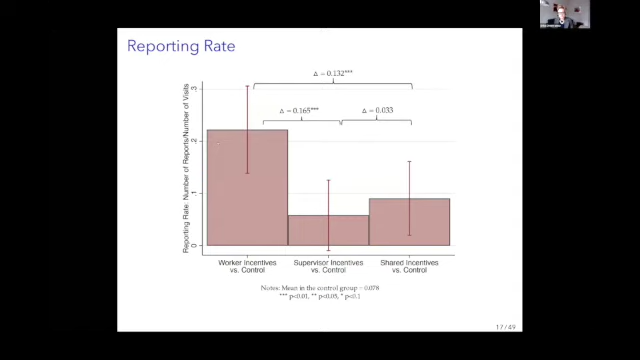 Reporting Rate
Δ = 0.132***
Δ = 0.165***
Δ = 0.033
.3
.2
.1
0
Reporting Rate: Number of Reports/Number of Visits
Worker Incentives
vs. Control
Supervisor Incentives
vs. Control
Shared Incentives
vs. Control
Notes: Mean in the control group = 0.078
*** p<0.01, ** p<0.05, * p<0.1
17/49